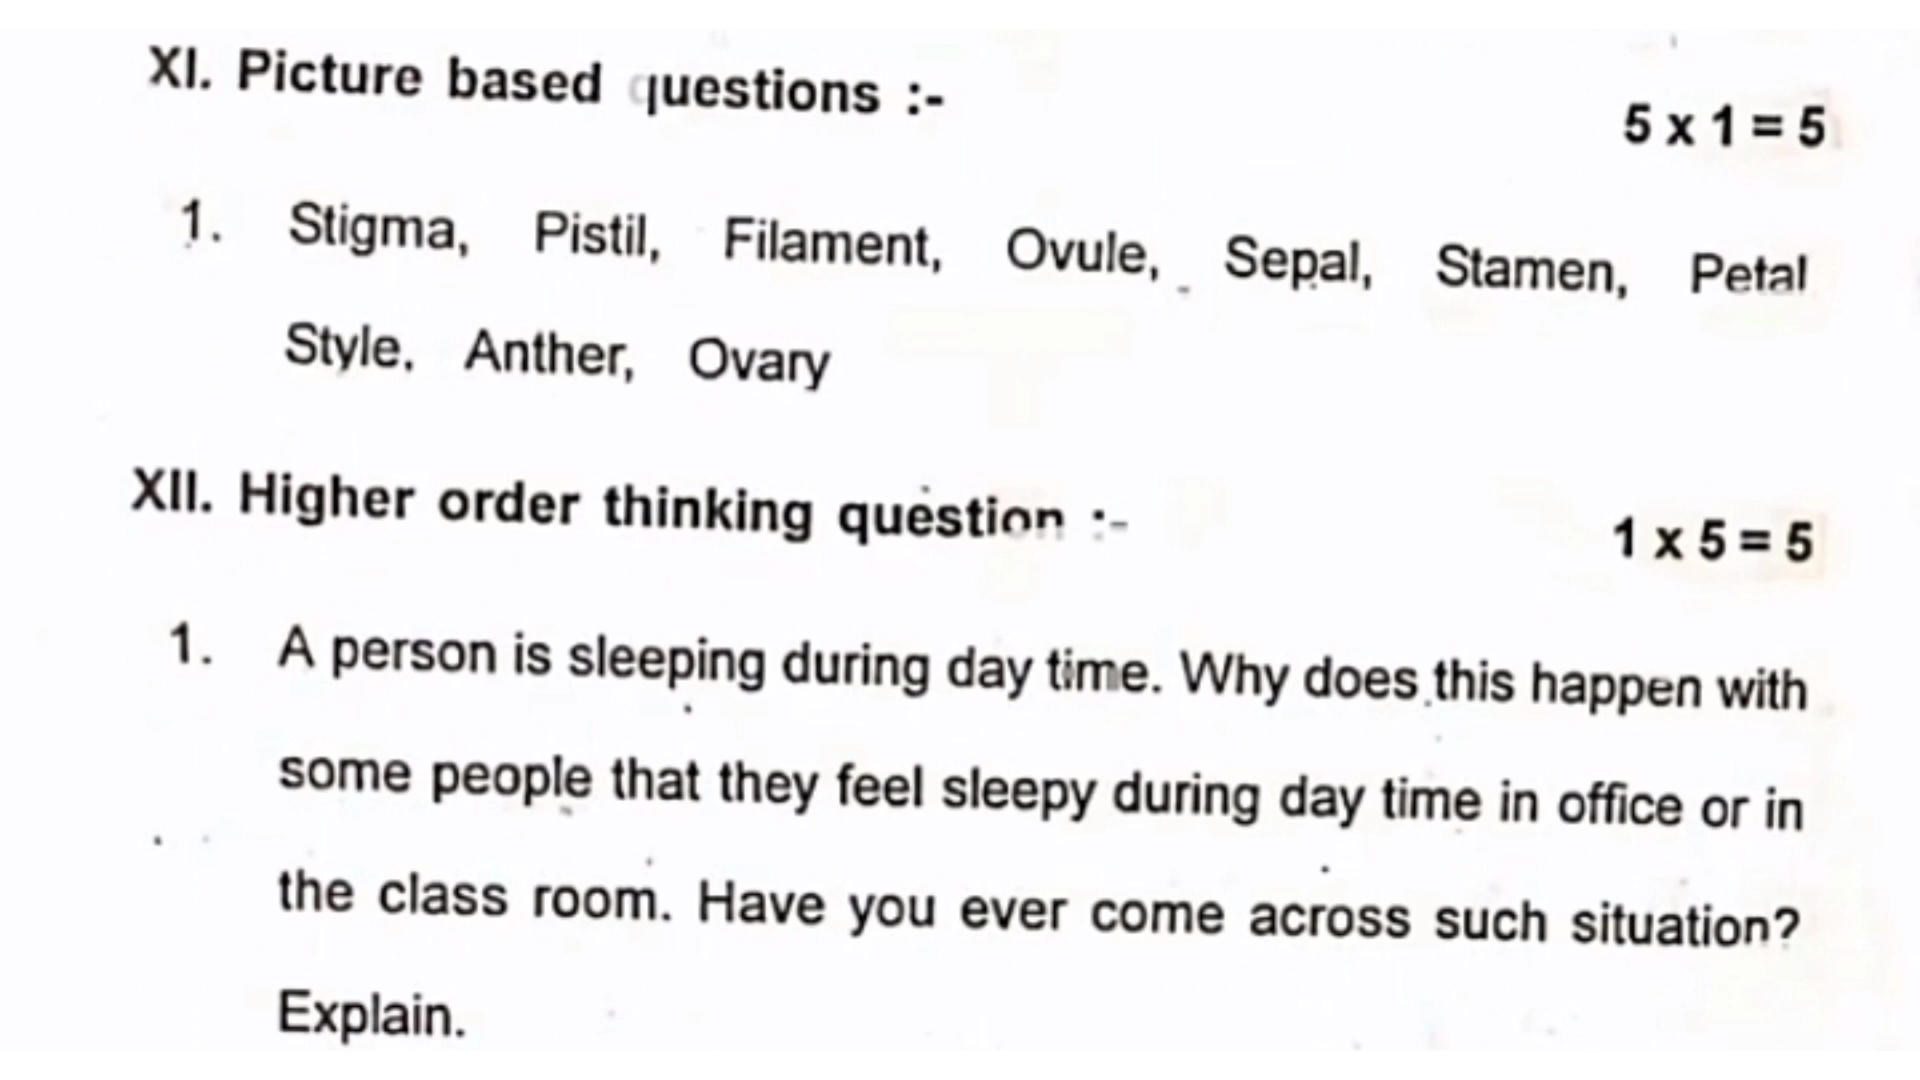 XI. Picture based questions :-
5 x 1 = 5
1. Stigma, Pistil, Filament, Ovule, Sepal, Stamen, Petal
Style, Anther, Ovary
XII. Higher order thinking question :-
1 x 5 = 5
1. A person is sleeping during day time. Why does this happen with
some people that they feel sleepy during day time in office or in
the class room. Have you ever come across such situation?
Explain.